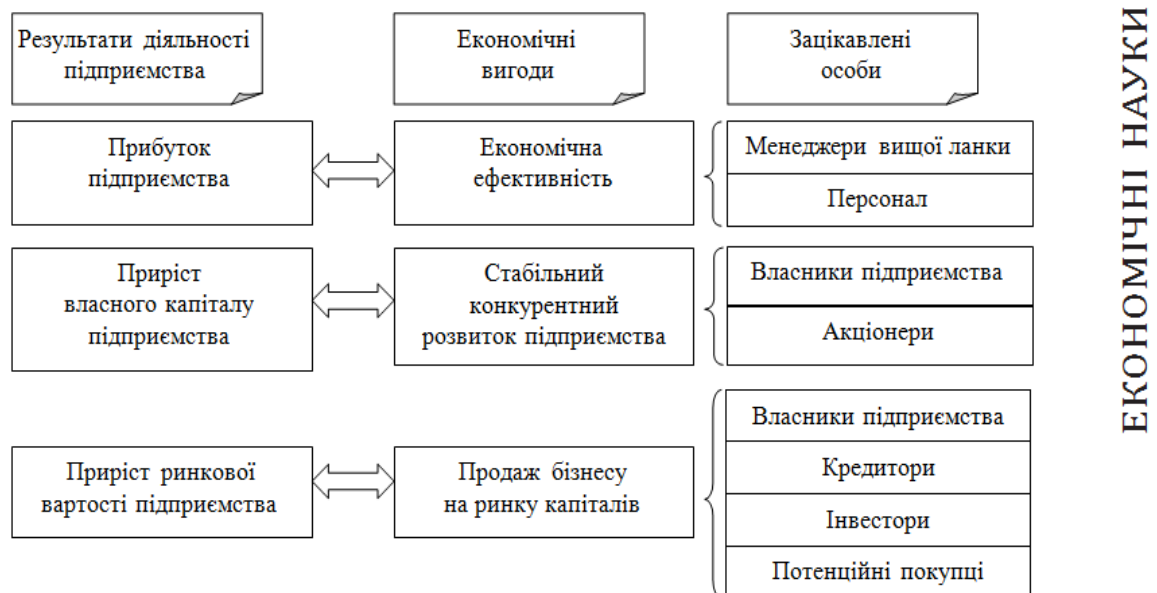 Результати діяльності
підприємства
Економічні
вигоди
Зацікавлені
особи
Прибуток
підприємства
Економічна
ефективність
Менеджери вищої ланки
Персонал
Приріст
власного капіталу
підприємства
Стабільний
конкурентний
розвиток підприємства
Власники підприємства
Акціонери
Приріст ринкової
вартості підприємства
Продаж бізнесу
на ринку капіталів
Власники підприємства
Кредитори
Інвестори
Потенційні покупці
ЕКОНОМІЧНІ НАУКИ